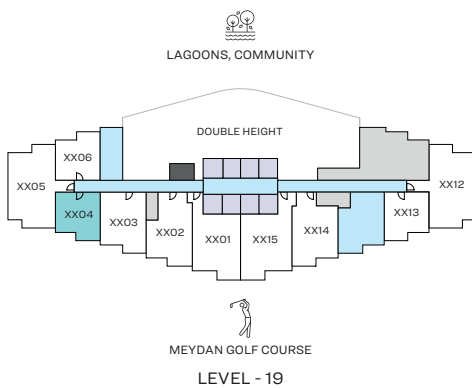 LAGOONS, COMMUNITY
DOUBLE HEIGHT
XX06
XX05
XX12
XX04
XX03
XX02
XX01
XX15
XX14
XX13
MEYDAN GOLF COURSE
LEVEL - 19